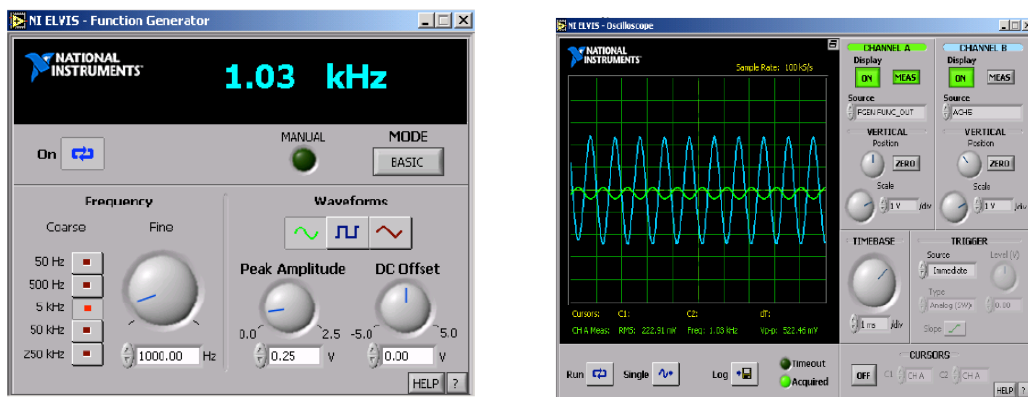 NI ELVIS - Function Generator
NATIONAL
INSTRUMENTS
1.03 kHz
MANUAL
MODE
On
BASIC
Frequency
Waveforms
Coarse
Fine
50 Hz
500 Hz
5 kHz
50 kHz
250 kHz
Peak Amplitude
DC Offset
0.0
2.5
-5.0
5.0
1000.00 Hz
0.25 V
0.00 V
HELP ?
NI ELVIS - Oscilloscope
NATIONAL
INSTRUMENTS
Sample Rate: 100 kS/s
Cursors: C1: C2: dT:
CH A Meas: RMS: 222.91 mV Freq: 1.03 kHz Vp-p: 522.46 mV
CHANNEL A
CHANNEL B
Display
Display
ON MEAS
ON MEAS
Source
Source
FGEN FUNC_OUT
ACH5
VERTICAL
VERTICAL
Position
Position
ZERO
ZERO
Scale
Scale
1 V /div
1 V /div
TIMEBASE
TRIGGER
Source
Level (V)
Immediate
Type
Analog (SW)
0.00
1 ms /div
Slope
Run
Single
Log
Timeout
Acquired
CURSORS
OFF C1 CH A C2 CH A
HELP ?